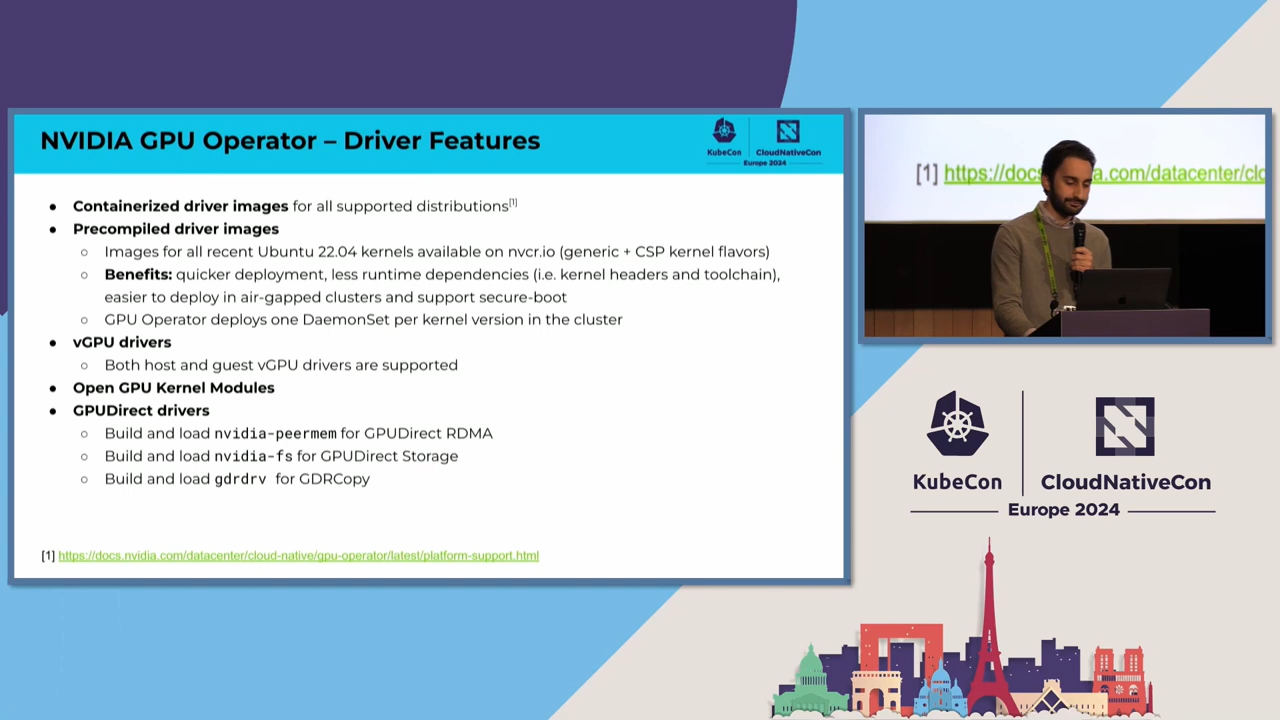 NVIDIA GPU Operator – Driver Features
KubeCon
CloudNativeCon
Europe 2024
● Containerized driver images for all supported distributions[1]
● Precompiled driver images
○ Images for all recent Ubuntu 22.04 kernels available on nvcr.io (generic + CSP kernel flavors)
○ Benefits: quicker deployment, less runtime dependencies (i.e. kernel headers and toolchain),
easier to deploy in air-gapped clusters and support secure-boot
○ GPU Operator deploys one DaemonSet per kernel version in the cluster
● vGPU drivers
○ Both host and guest vGPU drivers are supported
● Open GPU Kernel Modules
● GPUDirect drivers
○ Build and load nvidia-peermem for GPUDirect RDMA
○ Build and load nvidia-fs for GPUDirect Storage
○ Build and load gdrdrv for GDRCopy
[1] https://docs.nvidia.com/datacenter/cloud-native/gpu-operator/latest/platform-support.html
[1] https://docs a.com/datacenter/clo
KubeCon
CloudNativeCon
Europe 2024